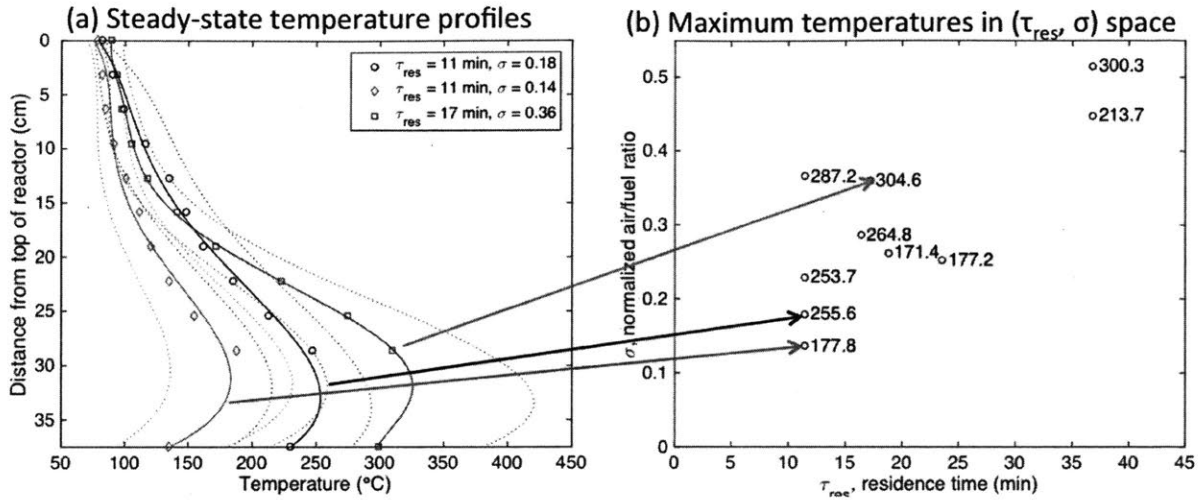 (a) Steady-state temperature profiles
(b) Maximum temperatures in (τres, σ) space
0
5
10
15
20
25
30
35
Distance from top of reactor (cm)
50 100 150 200 250 300 350 400 450
Temperature (°C)
τres = 11 min, σ = 0.18
τres = 11 min, σ = 0.14
τres = 17 min, σ = 0.36
0.5
0.4
0.3
0.2
0.1
0
σ, normalized air/fuel ratio
300.3
213.7
287.2
304.6
264.8
171.4
177.2
253.7
255.6
177.8
0 5 10 15 20 25 30 35 40 45
τres, residence time (min)